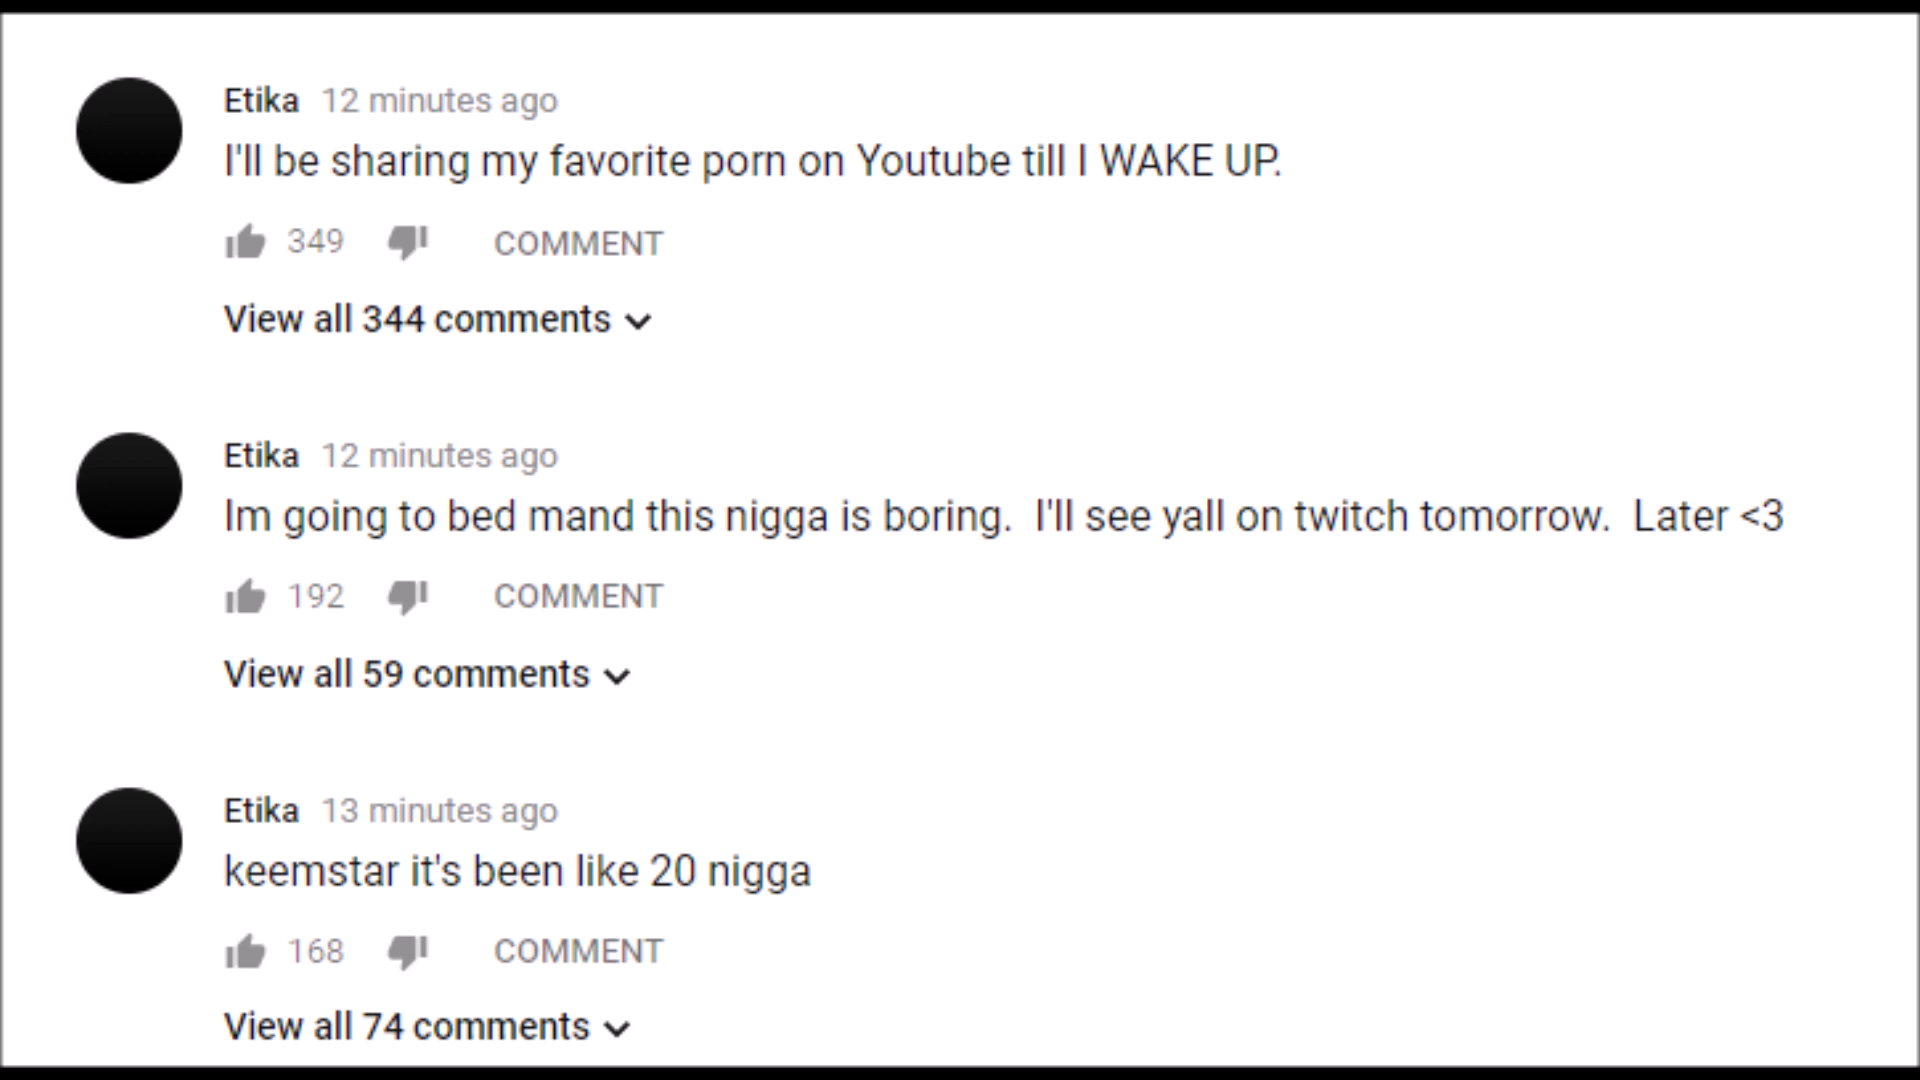 Etika 12 minutes ago
I'll be sharing my favorite porn on Youtube till I WAKE UP.
349 COMMENT
View all 344 comments
Etika 12 minutes ago
Im going to bed mand this nigga is boring.  I'll see yall on twitch tomorrow.  Later <3
192 COMMENT
View all 59 comments
Etika 13 minutes ago
keemstar it's been like 20 nigga
168 COMMENT
View all 74 comments